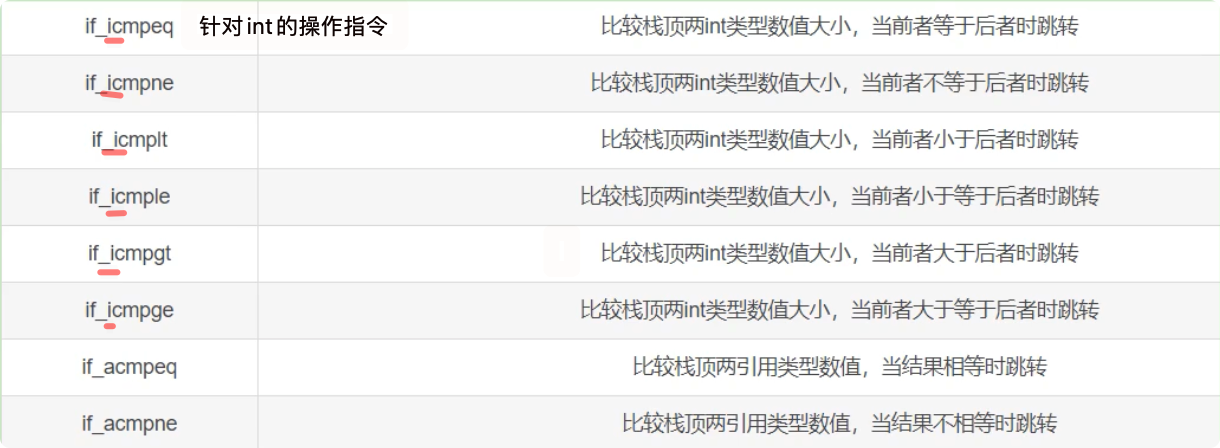 if_icmpeq 针对int的操作指令 比较栈顶两int类型数值大小，当前者等于后者时跳转
if_icmpne 比较栈顶两int类型数值大小，当前者不等于后者时跳转
if_icmplt 比较栈顶两int类型数值大小，当前者小于后者时跳转
if_icmple 比较栈顶两int类型数值大小，当前者小于等于后者时跳转
if_icmpgt 比较栈顶两int类型数值大小，当前者大于后者时跳转
if_icmpge 比较栈顶两int类型数值大小，当前者大于等于后者时跳转
if_acmpeq 比较栈顶两引用类型数值，当结果相等时跳转
if_acmpne 比较栈顶两引用类型数值，当结果不相等时跳转